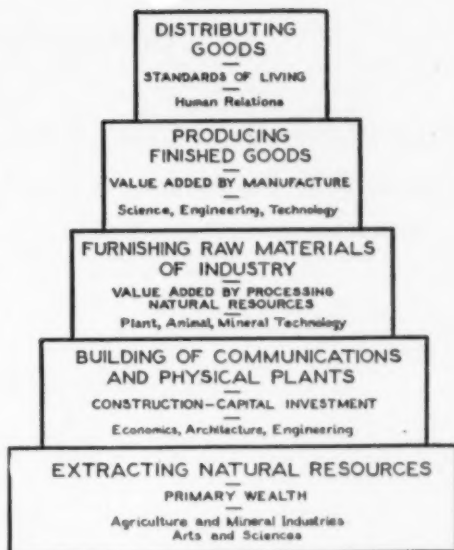 DISTRIBUTING
GOODS
STANDARDS OF LIVING
Human Relations
PRODUCING
FINISHED GOODS
VALUE ADDED BY MANUFACTURE
Science, Engineering, Technology
FURNISHING RAW MATERIALS
OF INDUSTRY
VALUE ADDED BY PROCESSING
NATURAL RESOURCES
Plant, Animal, Mineral Technology
BUILDING OF COMMUNICATIONS
AND PHYSICAL PLANTS
CONSTRUCTION—CAPITAL INVESTMENT
Economics, Architecture, Engineering
EXTRACTING NATURAL RESOURCES
PRIMARY WEALTH
Agriculture and Mineral Industries
Arts and Sciences